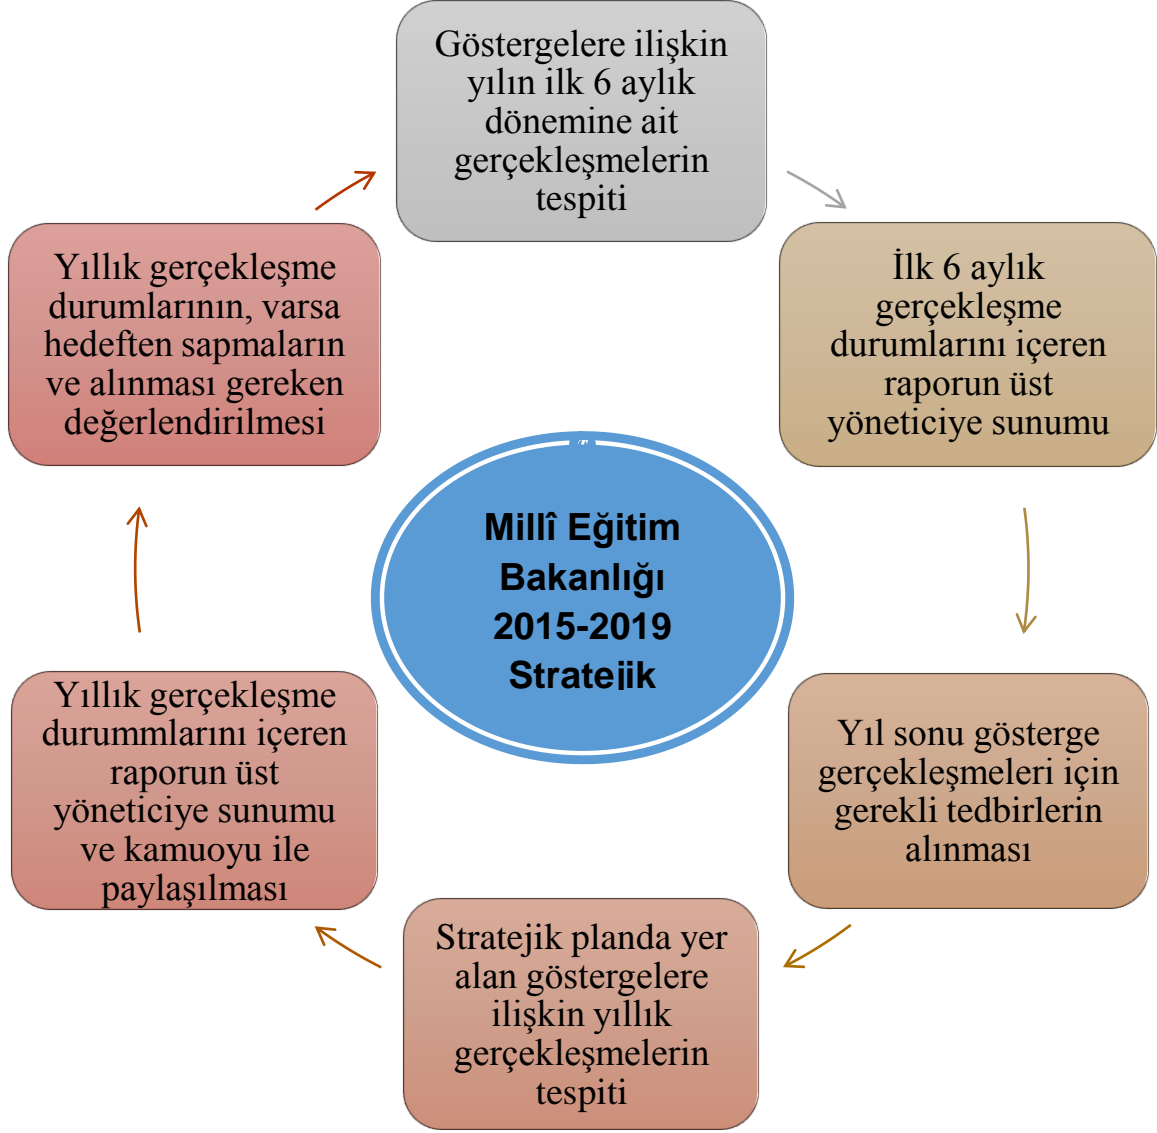 Göstergelere ilişkin
yılın ilk 6 aylık
dönemine ait
gerçekleşmelerin
tespiti
İlk 6 aylık
gerçekleşme
durumlarını içeren
raporun üst
yöneticiye sunumu
Yıl sonu gösterge
gerçekleşmeleri için
gerekli tedbirlerin
alınması
Stratejik planda yer
alan göstergelere
ilişkin yıllık
gerçekleşmelerin
tespiti
Yıllık gerçekleşme
durummlarını içeren
raporun üst
yöneticiye sunumu
ve kamuoyu ile
paylaşılması
Yıllık gerçekleşme
durumlarının, varsa
hedeften sapmaların
ve alınması gereken
değerlendirilmesi
Millî Eğitim
Bakanlığı
2015-2019
Stratejik